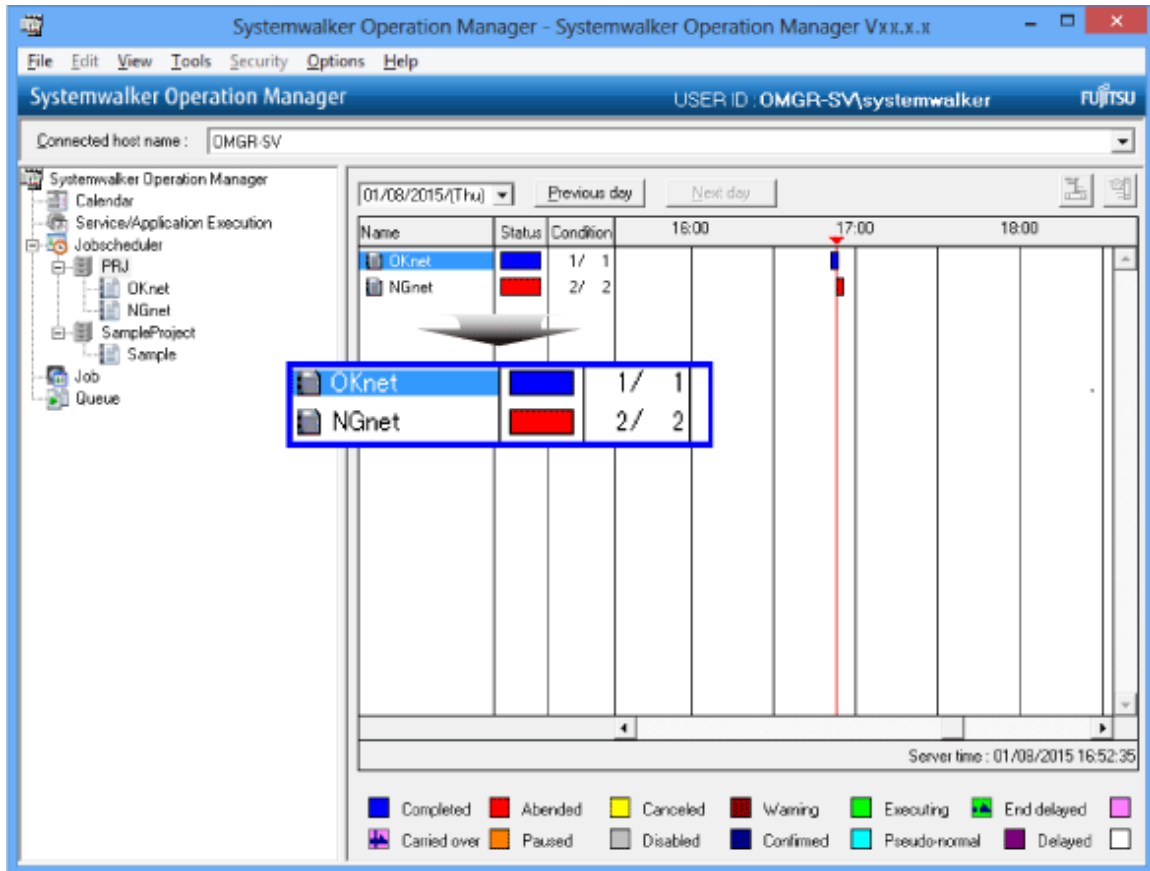 Systemwalker Operation Manager - Systemwalker Operation Manager Vxx.x.x
File Edit View Tools Security Options Help
Systemwalker Operation Manager USER ID : OMGR-SV\systemwalker FUJITSU
Connected host name : OMGR-SV
Systemwalker Operation Manager
Calendar
Service/Application Execution
Jobscheduler
PRJ
OKnet
NGnet
SampleProject
Sample
Job
Queue
01/08/2015/(Thu) Previous day Next day
Name Status Condition 16:00 17:00 18:00
OKnet 1/ 1
NGnet 2/ 2
OKnet 1/ 1
NGnet 2/ 2
Server time : 01/08/2015 16:52:35
Completed Abended Canceled Warning Executing End delayed
Carried over Paused Disabled Confirmed Pseudo-normal Delayed